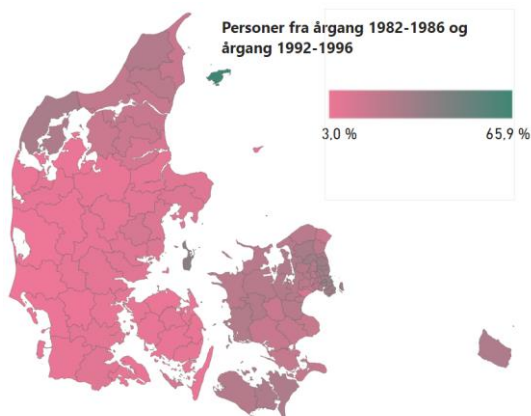 Personer fra årgang 1982-1986 og
årgang 1992-1996
3,0 %
65,9 %